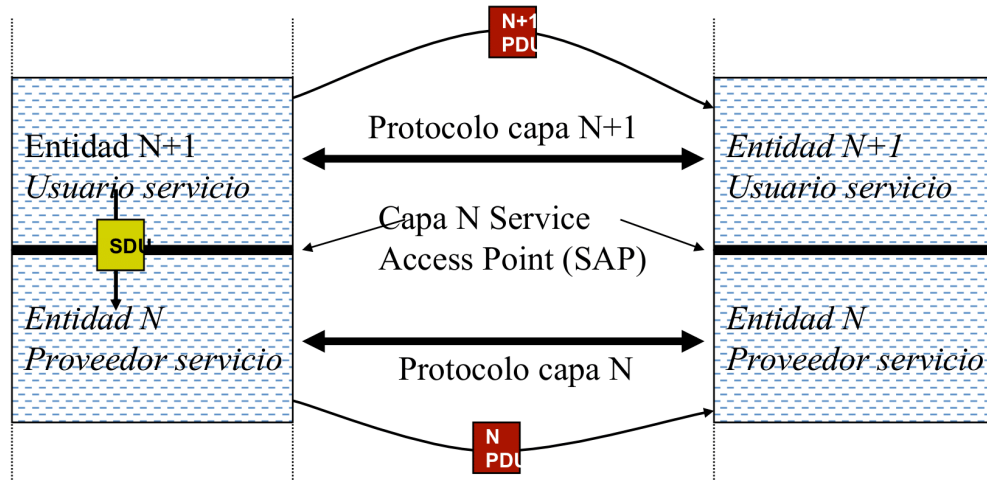 N+1
PDU
Protocolo capa N+1
Entidad N+1
Usuario servicio
Entidad N+1
Usuario servicio
Capa N Service
Access Point (SAP)
SDU
Entidad N
Proveedor servicio
Entidad N
Proveedor servicio
Protocolo capa N
N
PDU